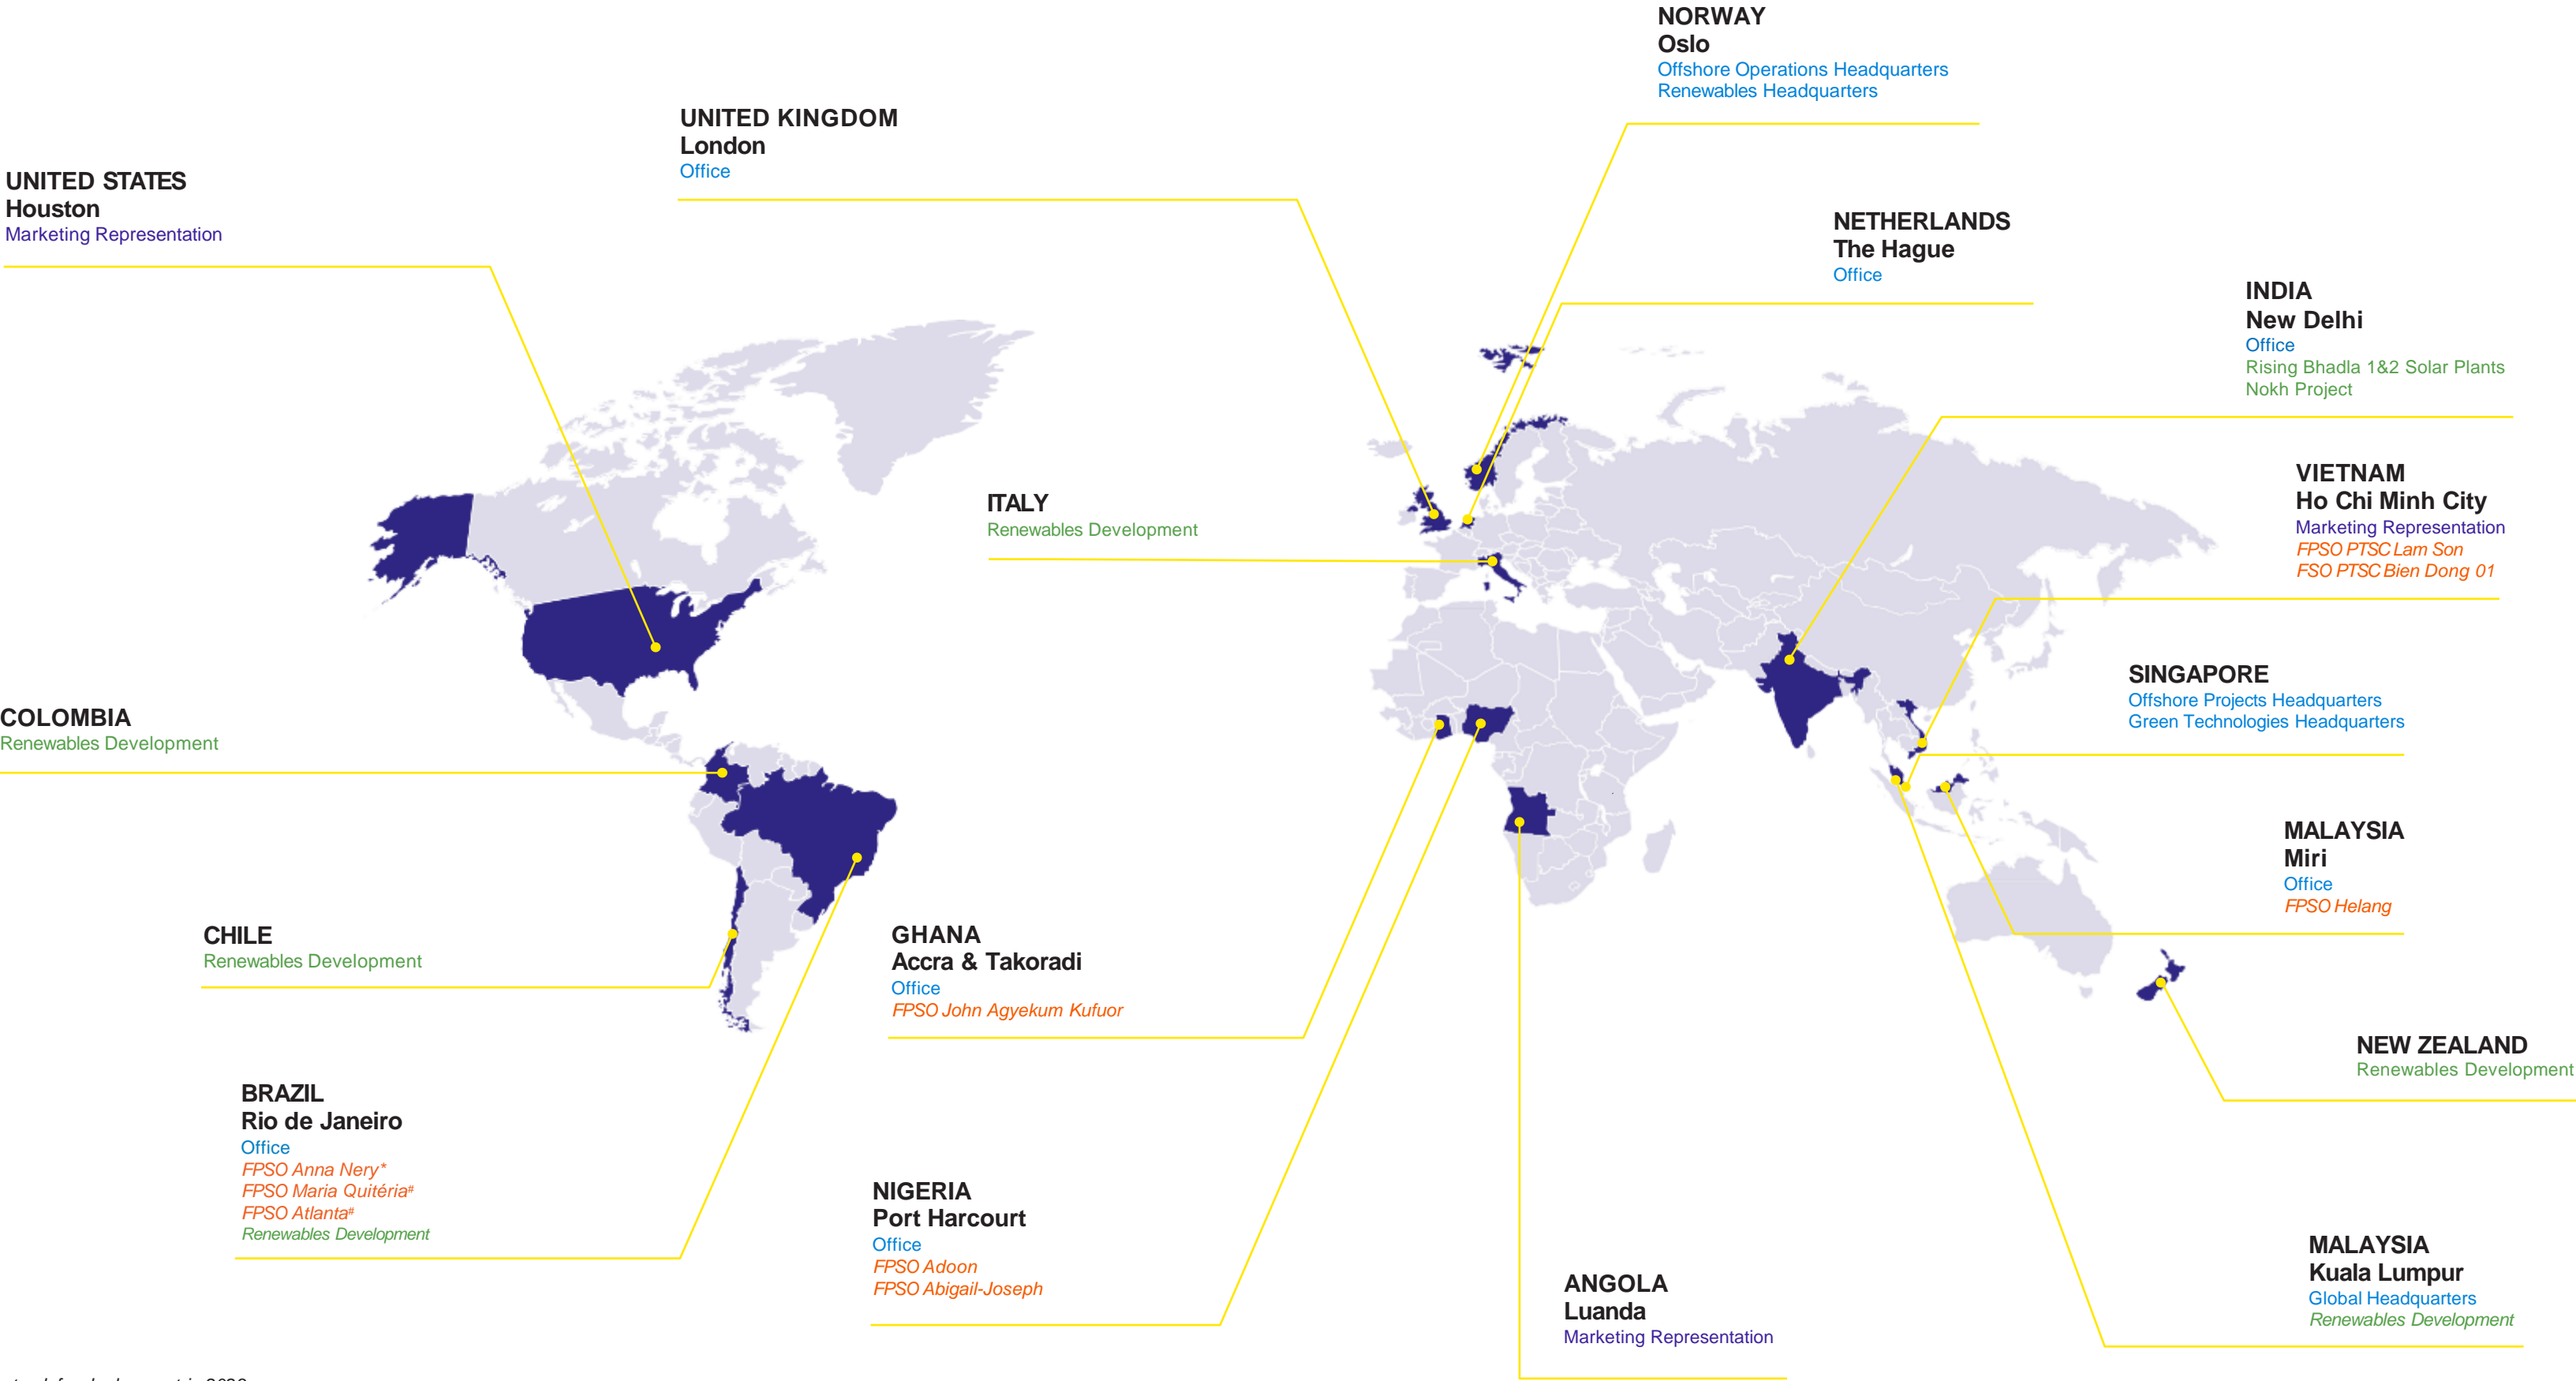 NORWAY
Oslo
Offshore Operations Headquarters
Renewables Headquarters
UNITED KINGDOM
London
Office
UNITED STATES
Houston
Marketing Representation
NETHERLANDS
The Hague
Office
INDIA
New Delhi
Office
Rising Bhadla 1&2 Solar Plants
Nokh Project
ITALY
Renewables Development
VIETNAM
Ho Chi Minh City
Marketing Representation
FPSO PTSC Lam Son
FSO PTSC Bien Dong 01
SINGAPORE
Offshore Projects Headquarters
Green Technologies Headquarters
COLOMBIA
Renewables Development
MALAYSIA
Miri
Office
FPSO Helang
CHILE
Renewables Development
GHANA
Accra & Takoradi
Office
FPSO John Agyekum Kufuor
NEW ZEALAND
Renewables Development
BRAZIL
Rio de Janeiro
Office
FPSO Anna Nery*
FPSO Maria Quitéria#
FPSO Atlanta#
Renewables Development
NIGERIA
Port Harcourt
Office
FPSO Adoon
FPSO Abigail-Joseph
ANGOLA
Luanda
Marketing Representation
MALAYSIA
Kuala Lumpur
Global Headquarters
Renewables Development